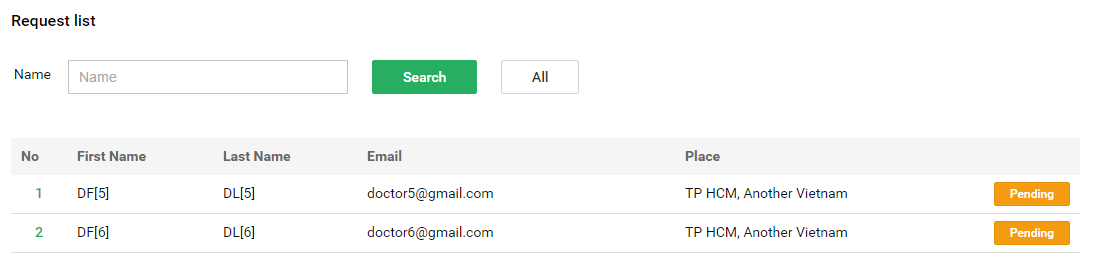 Request list
Name Name Search All
No First Name Last Name Email Place
1 DF[5] DL[5] doctor5@gmail.com TP HCM, Another Vietnam Pending
2 DF[6] DL[6] doctor6@gmail.com TP HCM, Another Vietnam Pending